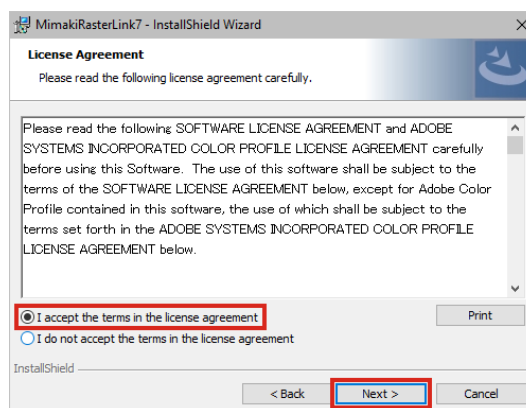 MimakiRasterLink7 - InstallShield Wizard
License Agreement
Please read the following license agreement carefully.
Please read the following SOFTWARE LICENSE AGREEMENT and ADOBE
SYSTEMS INCORPORATED COLOR PROFILE LICENSE AGREEMENT carefully
before using this Software. The use of this software shall be subject to the
terms of the SOFTWARE LICENSE AGREEMENT below, except for Adobe Color
Profile contained in this software, the use of which shall be subject to the
terms set forth in the ADOBE SYSTEMS INCORPORATED COLOR PROFILE
LICENSE AGREEMENT below.
I accept the terms in the license agreement
Print
I do not accept the terms in the license agreement
InstallShield
< Back Next > Cancel